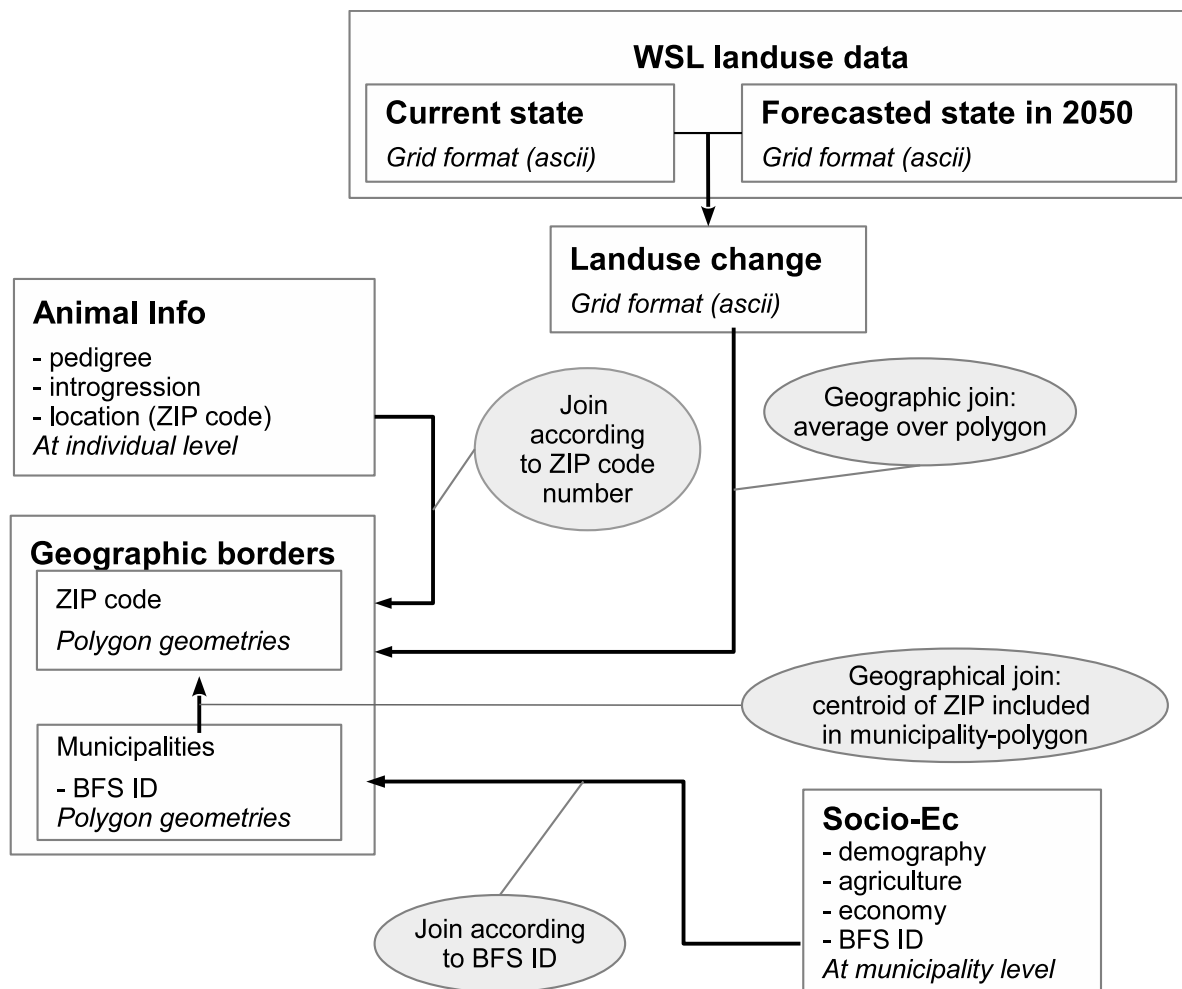 WSL landuse data
Current state
Grid format (ascii)
Forecasted state in 2050
Grid format (ascii)
Landuse change
Grid format (ascii)
Animal Info
- pedigree
- introgression
- location (ZIP code)
At individual level
Join
according
to ZIP code
number
Geographic join:
average over polygon
Geographic borders
ZIP code
Polygon geometries
Municipalities
- BFS ID
Polygon geometries
Geographical join:
centroid of ZIP included
in municipality-polygon
Join according
to BFS ID
Socio-Ec
- demography
- agriculture
- economy
- BFS ID
At municipality level